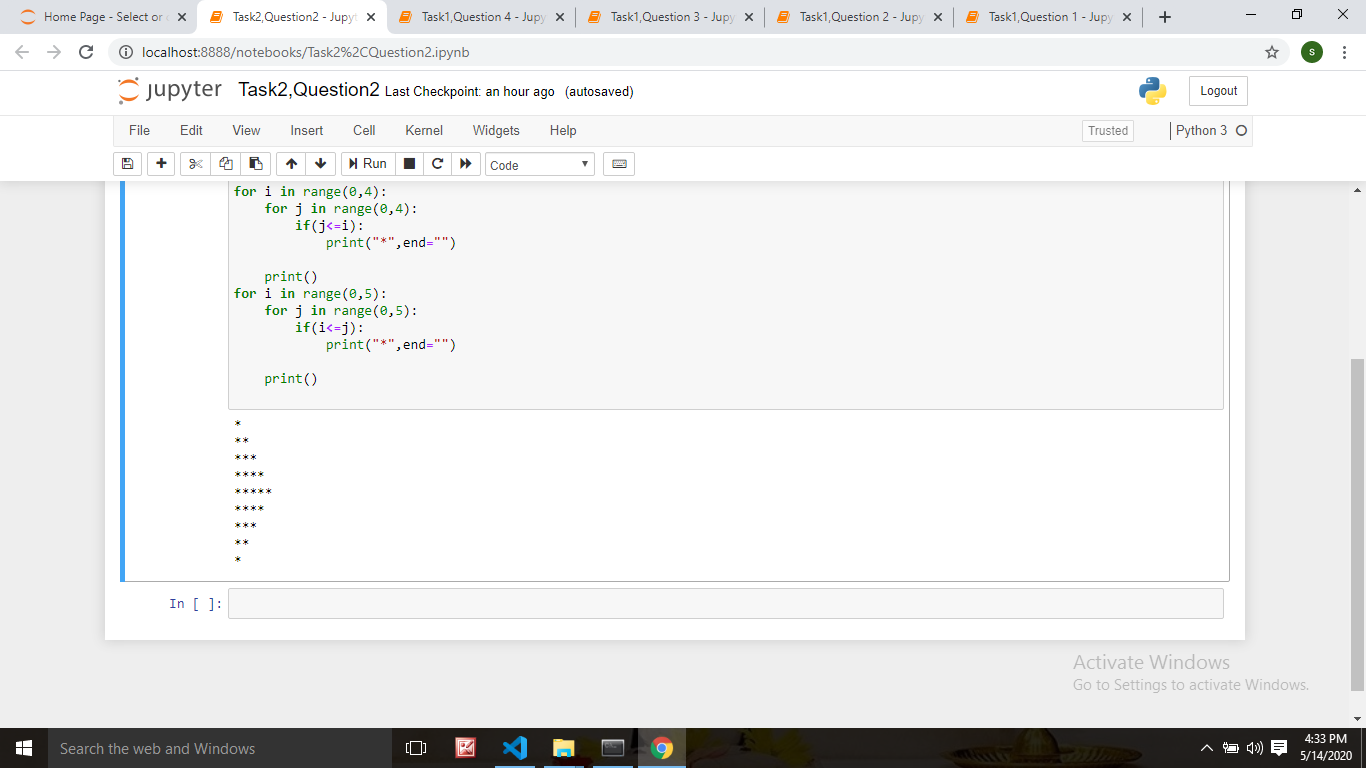 Home Page - Select or
Task2,Question2 - Jupyt
Task1,Question 4 - Jupy
Task1,Question 3 - Jupy
Task1,Question 2 - Jupy
Task1,Question 1 - Jupy
localhost:8888/notebooks/Task2%2CQuestion2.ipynb
s
jupyter Task2,Question2 Last Checkpoint: an hour ago (autosaved)
Logout
File Edit View Insert Cell Kernel Widgets Help
Trusted
Python 3
Run
Code
for i in range(0,4):
    for j in range(0,4):
        if(j<=i):
            print("*",end="")
    print()
for i in range(0,5):
    for j in range(0,5):
        if(i<=j):
            print("*",end="")
    print()
*
**
***
****
*****
****
***
**
*
In [ ]:
Activate Windows
Go to Settings to activate Windows.
Search the web and Windows
4:33 PM
5/14/2020